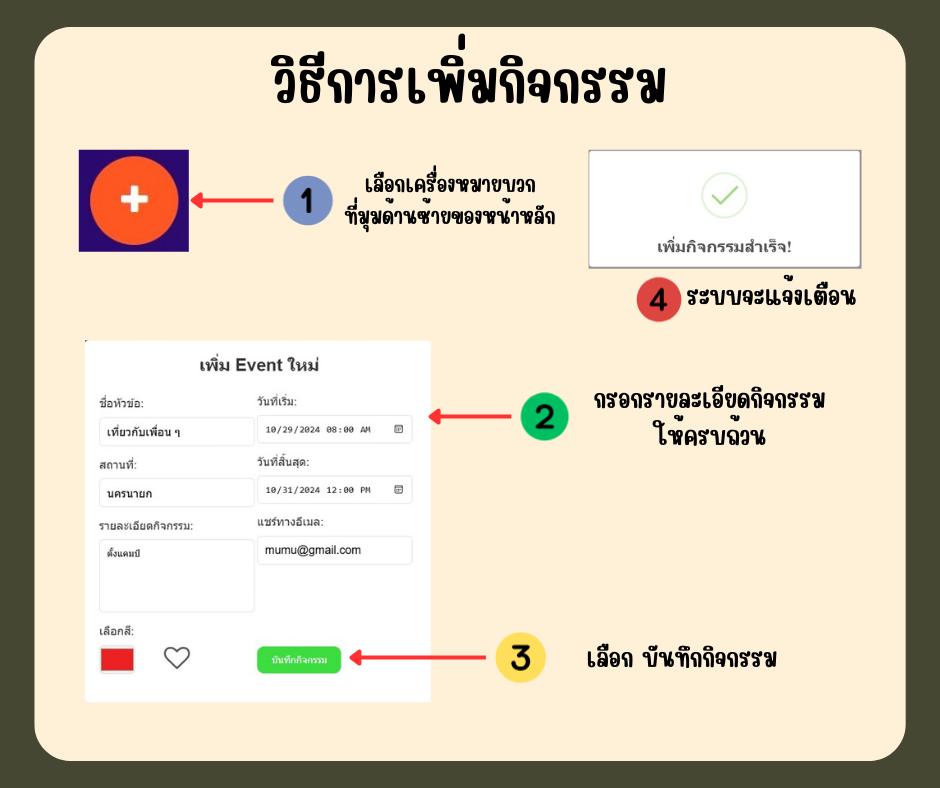 วิธีการเพิ่มกิจกรรม
1
เลือกเครื่องหมายบวก
ที่มุมด้านซ้ายของหน้าหลัก
เพิ่มกิจกรรมสำเร็จ!
4 ระบบจะแจ้งเตือน
เพิ่ม Event ใหม่
ชื่อหัวข้อ:
เที่ยวกับเพื่อน ๆ
วันที่เริ่ม:
10/29/2024 08:00 AM
สถานที่:
นครนายก
วันที่สิ้นสุด:
10/31/2024 12:00 PM
รายละเอียดกิจกรรม:
ตั้งแคมป์
แชร์ทางอีเมล:
mumu@gmail.com
เลือกสี:
บันทึกกิจกรรม
2
กรอกรายละเอียดกิจกรรม
ให้ครบถ้วน
3
เลือก บันทึกกิจกรรม